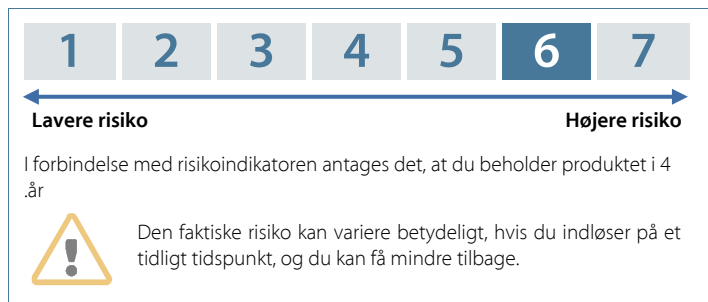 1 2 3 4 5 6 7
Lavere risiko Højere risiko
I forbindelse med risikoindikatoren antages det, at du beholder produktet i 4
.år
Den faktiske risiko kan variere betydeligt, hvis du indløser på et
tidligt tidspunkt, og du kan få mindre tilbage.